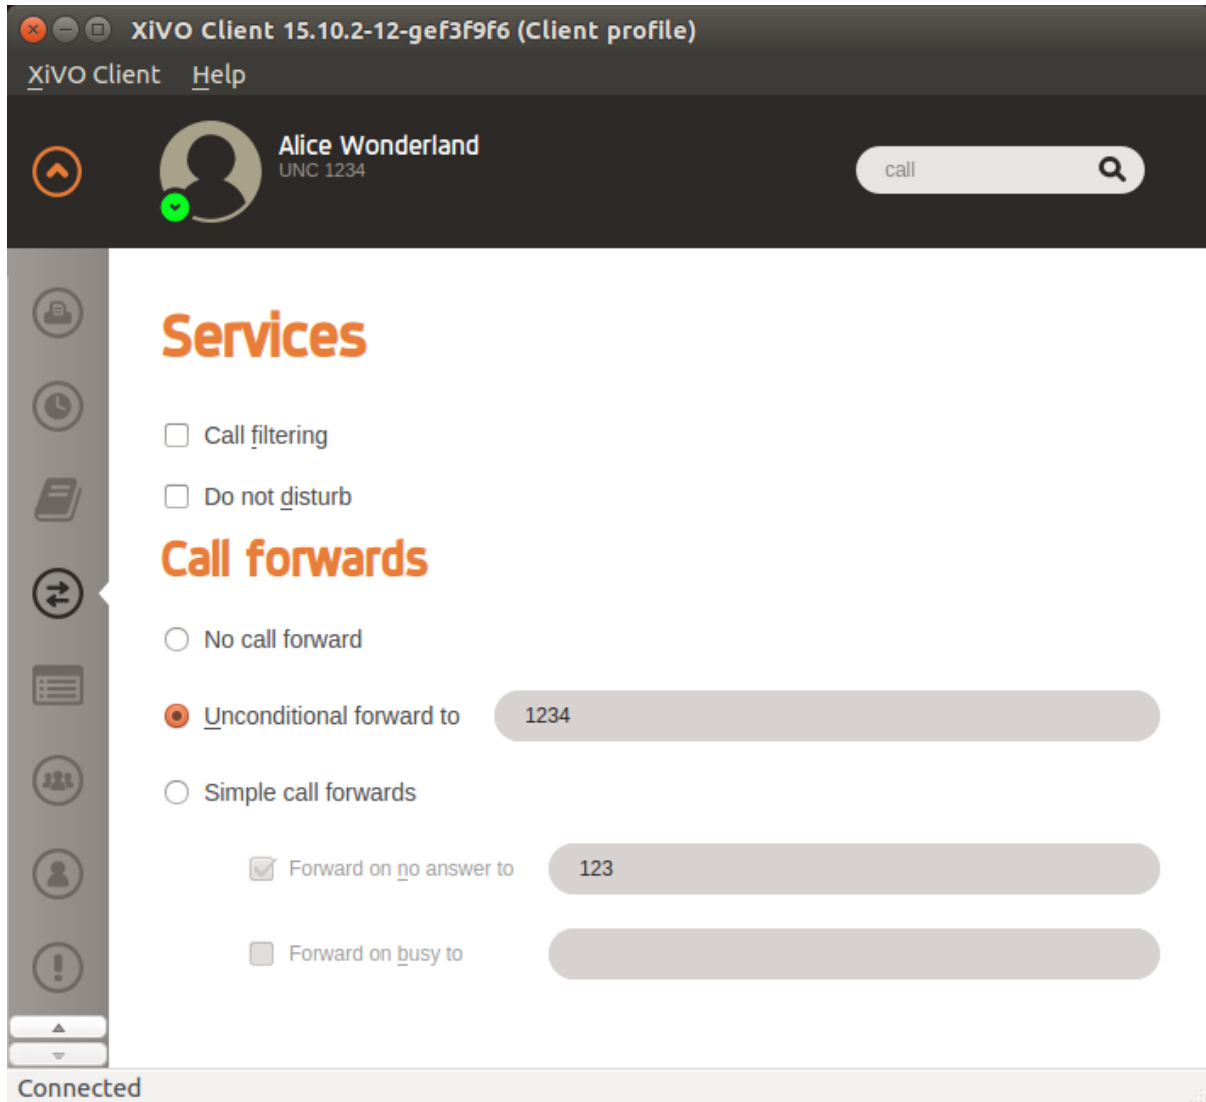 XiVO Client 15.10.2-12-gef3f9f6 (Client profile)
XiVO Client Help
Alice Wonderland
UNC 1234
call
Services
Call filtering
Do not disturb
Call forwards
No call forward
Unconditional forward to 1234
Simple call forwards
Forward on no answer to 123
Forward on busy to
Connected